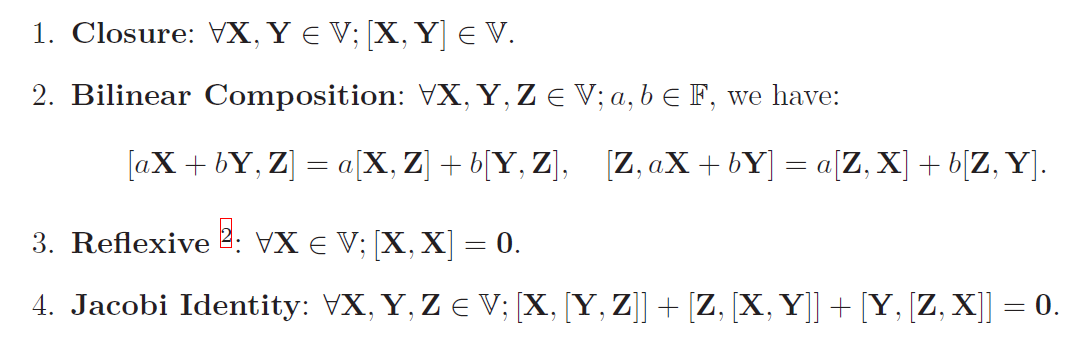 1. Closure: ∀X, Y ∈ 𝕍; [X, Y] ∈ 𝕍.
2. Bilinear Composition: ∀X, Y, Z ∈ 𝕍; a, b ∈ 𝔽, we have:
[aX + bY, Z] = a[X, Z] + b[Y, Z], [Z, aX + bY] = a[Z, X] + b[Z, Y].
3. Reflexive ²: ∀X ∈ 𝕍; [X, X] = 0.
4. Jacobi Identity: ∀X, Y, Z ∈ 𝕍; [X, [Y, Z]] + [Z, [X, Y]] + [Y, [Z, X]] = 0.